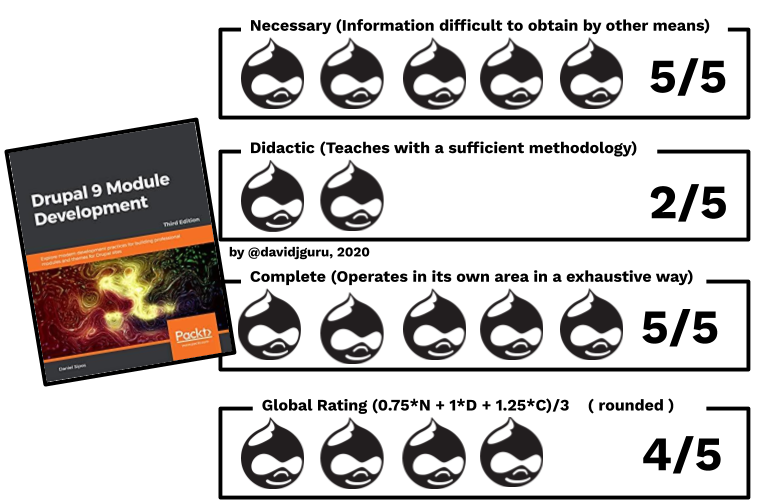 Necessary (Information difficult to obtain by other means)
5/5
Didactic (Teaches with a sufficient methodology)
2/5
by @davidjguru, 2020
Complete (Operates in its own area in a exhaustive way)
5/5
Global Rating (0.75*N + 1*D + 1.25*C)/3 ( rounded )
4/5
Drupal 9 Module
Development
Third Edition
Explore modern development practices for building professional
modules and themes for Drupal sites
Packt>
Daniel Sipos